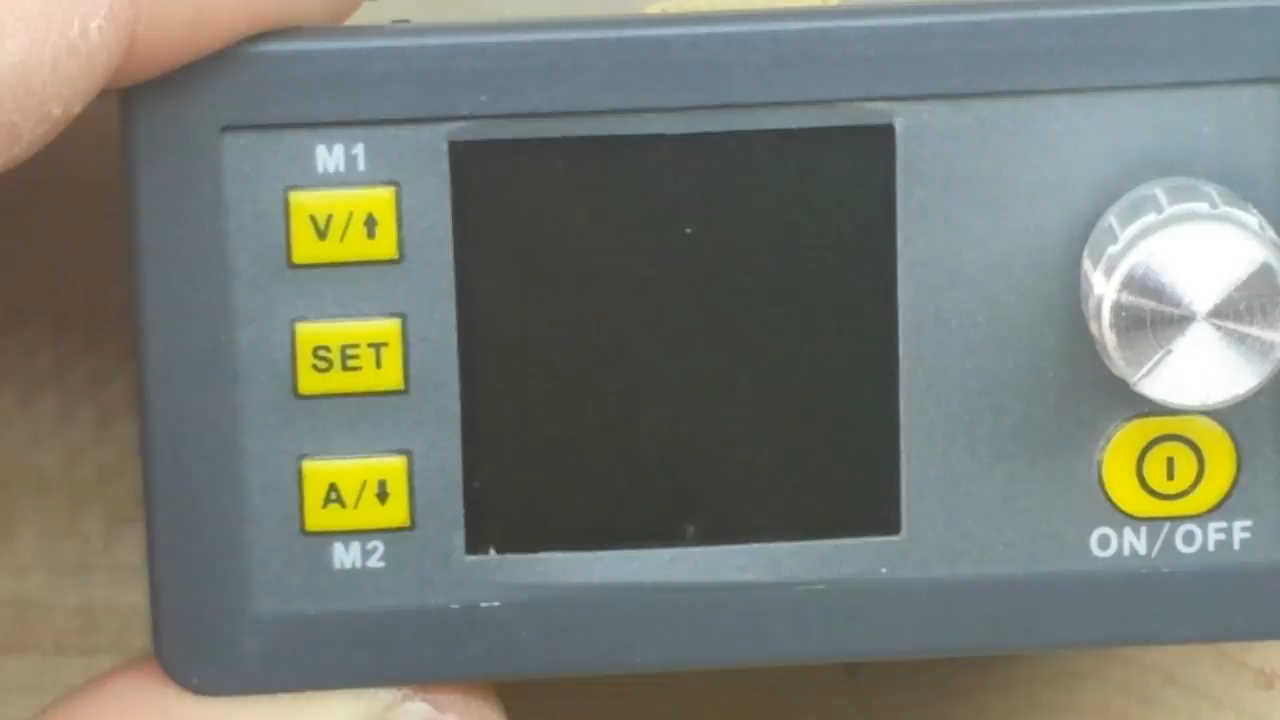 M1
V/⬆
SET
A/⬇
M2
ON/OFF